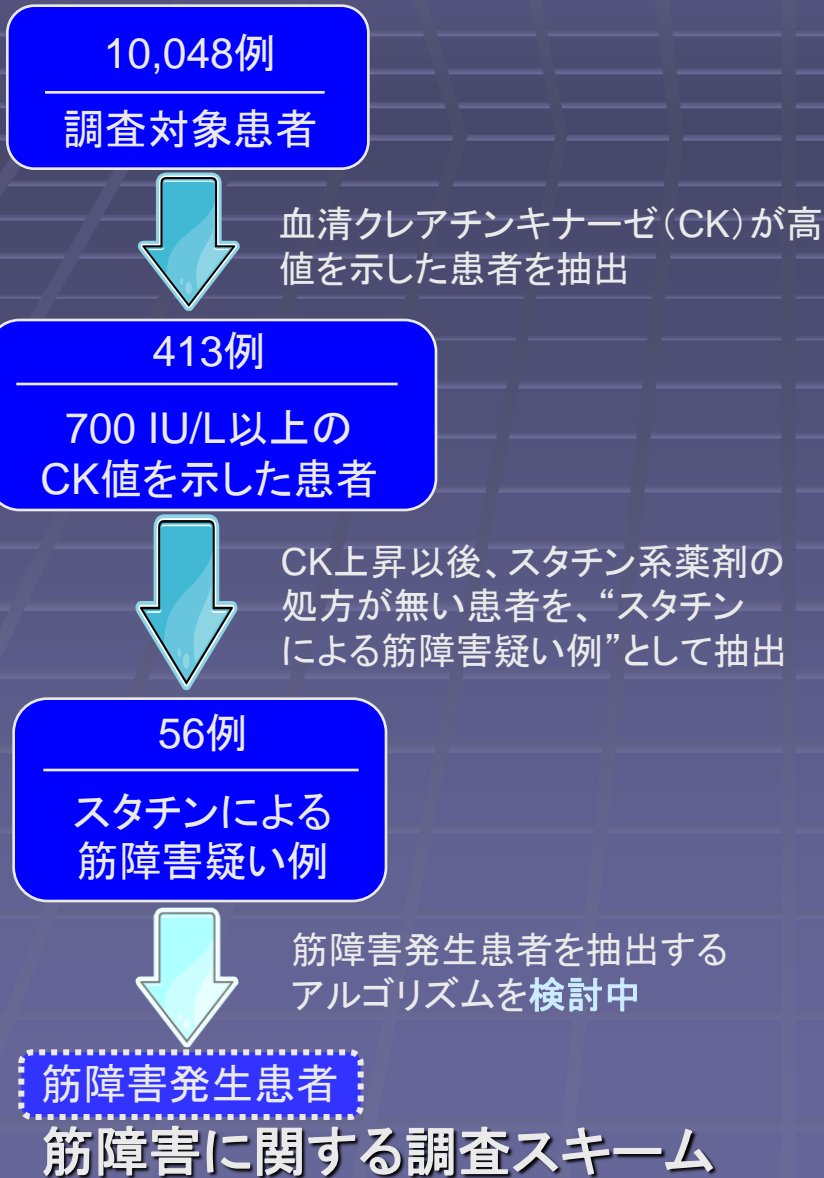 10,048例
調査対象患者
血清クレアチンキナーゼ(CK)が高
値を示した患者を抽出
413例
700 IU/L以上の
CK値を示した患者
CK上昇以後、スタチン系薬剤の
処方が無い患者を、“スタチン
による筋障害疑い例”として抽出
56例
スタチンによる
筋障害疑い例
筋障害発生患者を抽出する
アルゴリズムを検討中
筋障害発生患者
筋障害に関する調査スキーム